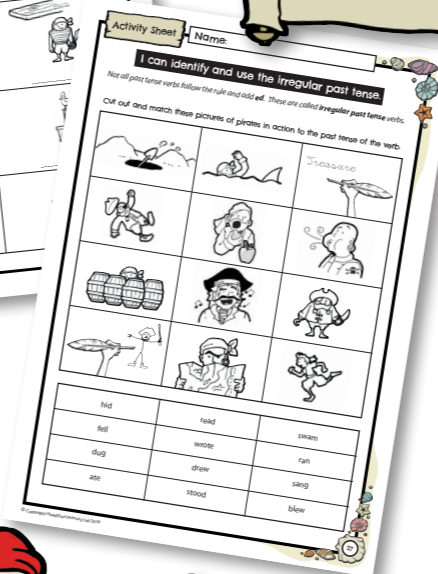 Activity Sheet
Name:
I can identify and use the irregular past tense.
Not all past tense verbs follow the rule and add ed. These are called irregular past tense verbs.
Cut out and match these pictures of pirates in action to the past tense of the verb.
Treasure
hid read swam
fell wrote ran
dug drew sang
ate stood blew
27